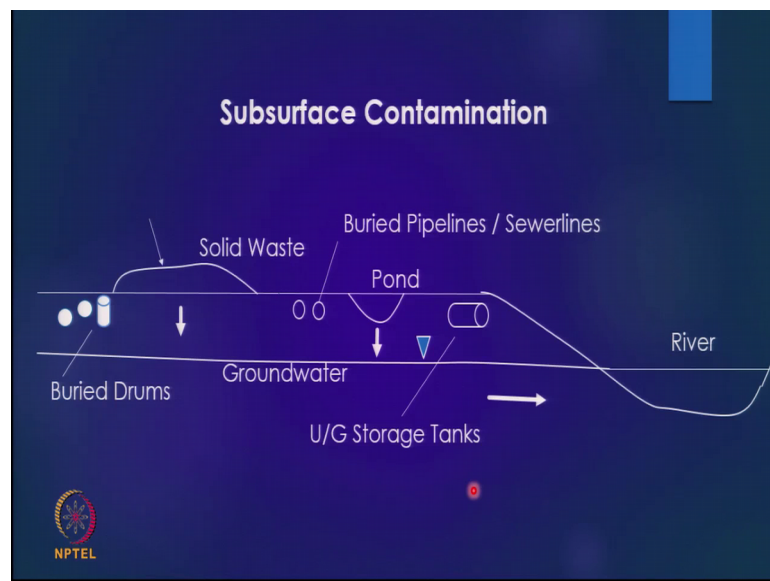 Subsurface Contamination
Buried Pipelines / Sewerlines
Solid Waste
Pond
River
Groundwater
Buried Drums
U/G Storage Tanks
NPTEL